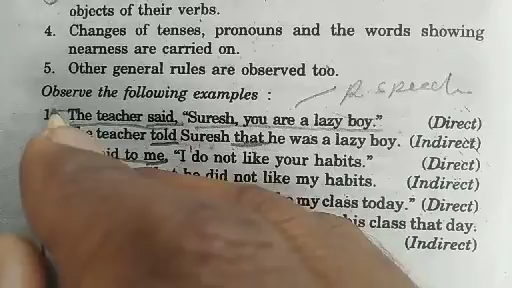 objects of their verbs.
4. Changes of tenses, pronouns and the words showing
nearness are carried on.
5. Other general rules are observed too.
Observe the following examples :
R. speech
1. The teacher said, "Suresh, you are a lazy boy." (Direct)
teacher told Suresh that he was a lazy boy. (Indirect)
to me, "I do not like your habits." (Direct)
he did not like my habits. (Indirect)
my class today." (Direct)
his class that day.
(Indirect)